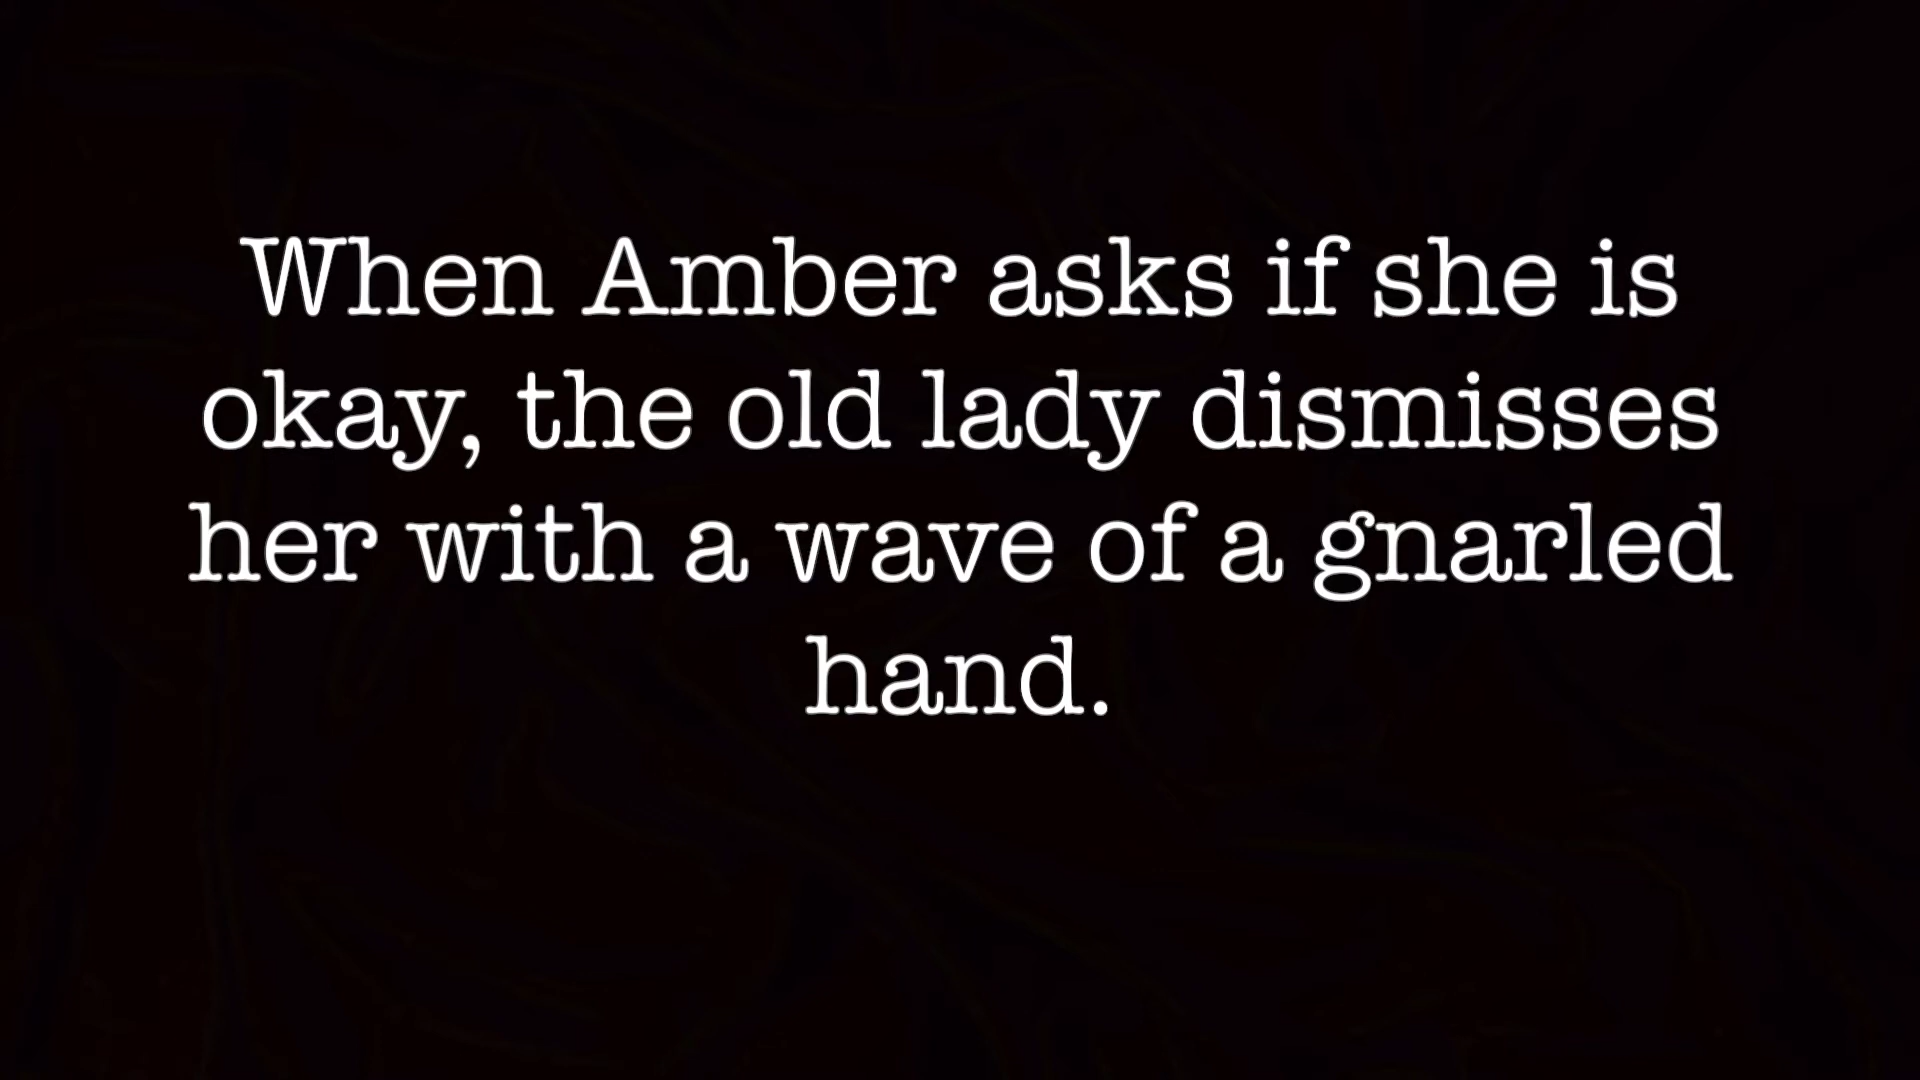 When Amber asks if she is
okay, the old lady dismisses
her with a wave of a gnarled
hand.